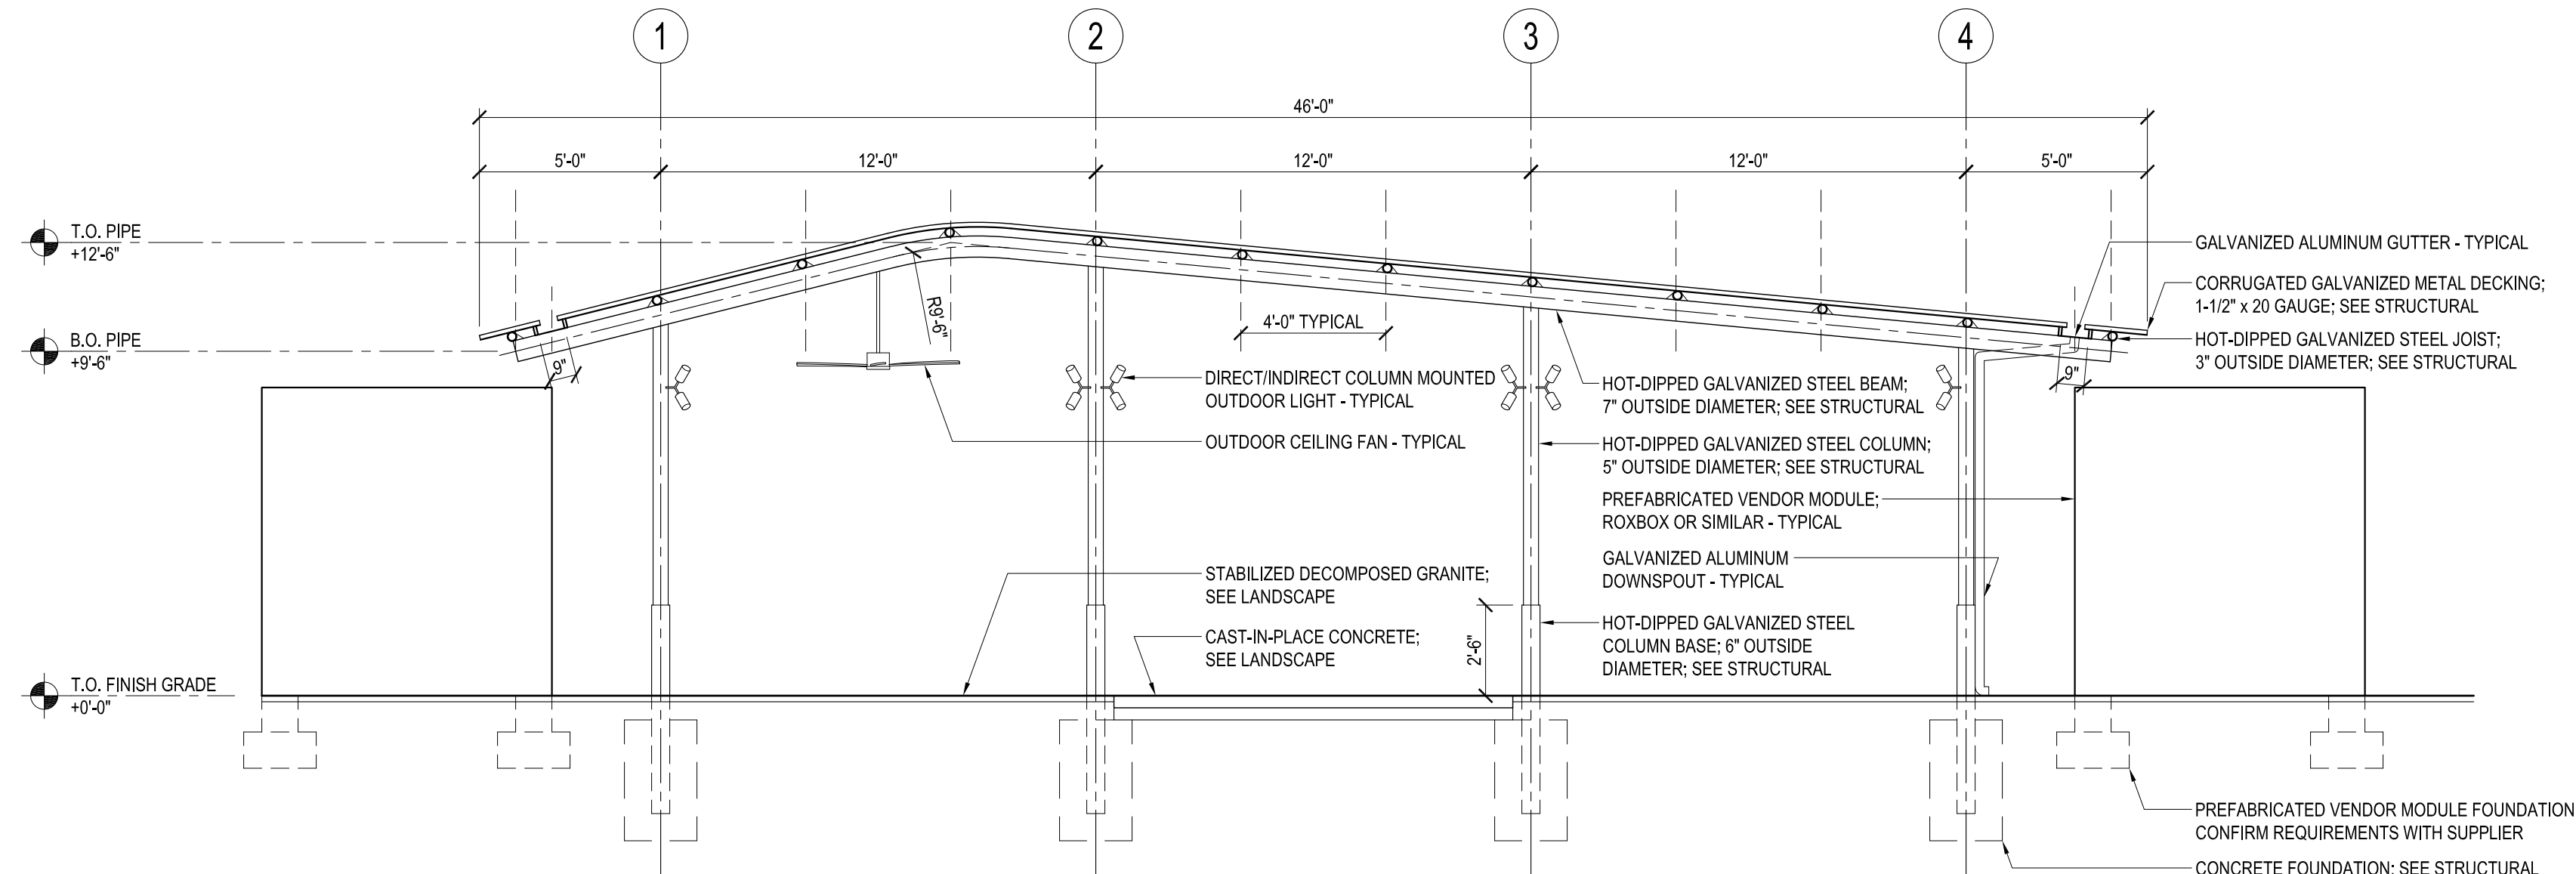 1
2
3
4
46'-0"
5'-0"
12'-0"
12'-0"
12'-0"
5'-0"
T.O. PIPE
+12'-6"
B.O. PIPE
+9'-6"
T.O. FINISH GRADE
+0'-0"
9"
R9'-6"
4'-0" TYPICAL
9"
2'-6"
DIRECT/INDIRECT COLUMN MOUNTED
OUTDOOR LIGHT - TYPICAL
OUTDOOR CEILING FAN - TYPICAL
STABILIZED DECOMPOSED GRANITE;
SEE LANDSCAPE
CAST-IN-PLACE CONCRETE;
SEE LANDSCAPE
HOT-DIPPED GALVANIZED STEEL BEAM;
7" OUTSIDE DIAMETER; SEE STRUCTURAL
HOT-DIPPED GALVANIZED STEEL COLUMN;
5" OUTSIDE DIAMETER; SEE STRUCTURAL
PREFABRICATED VENDOR MODULE;
ROXBOX OR SIMILAR - TYPICAL
GALVANIZED ALUMINUM
DOWNSPOUT - TYPICAL
HOT-DIPPED GALVANIZED STEEL
COLUMN BASE; 6" OUTSIDE
DIAMETER; SEE STRUCTURAL
GALVANIZED ALUMINUM GUTTER - TYPICAL
CORRUGATED GALVANIZED METAL DECKING;
1-1/2" x 20 GAUGE; SEE STRUCTURAL
HOT-DIPPED GALVANIZED STEEL JOIST;
3" OUTSIDE DIAMETER; SEE STRUCTURAL
PREFABRICATED VENDOR MODULE FOUNDATION
CONFIRM REQUIREMENTS WITH SUPPLIER
CONCRETE FOUNDATION; SEE STRUCTURAL